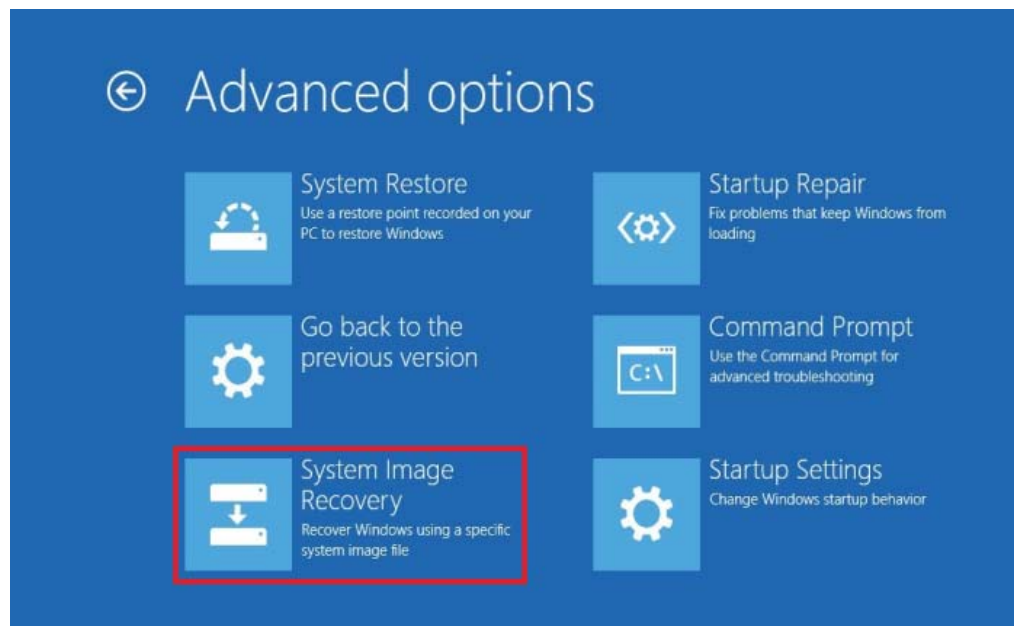 Advanced options
System Restore
Use a restore point recorded on your
PC to restore Windows
Go back to the
previous version
System Image
Recovery
Recover Windows using a specific
system image file
Startup Repair
Fix problems that keep Windows from
loading
C:\
Command Prompt
Use the Command Prompt for
advanced troubleshooting
Startup Settings
Change Windows startup behavior